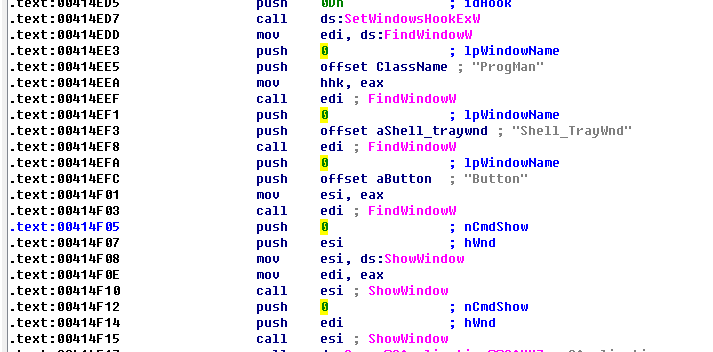 .text:00414ED5 push 0Dh ; idHook
.text:00414ED7 call ds:SetWindowsHookExW
.text:00414EDD mov edi, ds:FindWindowW
.text:00414EE3 push 0 ; lpWindowName
.text:00414EE5 push offset ClassName ; "ProgMan"
.text:00414EEA mov hhk, eax
.text:00414EEF call edi ; FindWindowW
.text:00414EF1 push 0 ; lpWindowName
.text:00414EF3 push offset aShell_traywnd ; "Shell_TrayWnd"
.text:00414EF8 call edi ; FindWindowW
.text:00414EFA push 0 ; lpWindowName
.text:00414EFC push offset aButton ; "Button"
.text:00414F01 mov esi, eax
.text:00414F03 call edi ; FindWindowW
.text:00414F05 push 0 ; nCmdShow
.text:00414F07 push esi ; hWnd
.text:00414F08 mov esi, ds:ShowWindow
.text:00414F0E mov edi, eax
.text:00414F10 call esi ; ShowWindow
.text:00414F12 push 0 ; nCmdShow
.text:00414F14 push edi ; hWnd
.text:00414F15 call esi ; ShowWindow